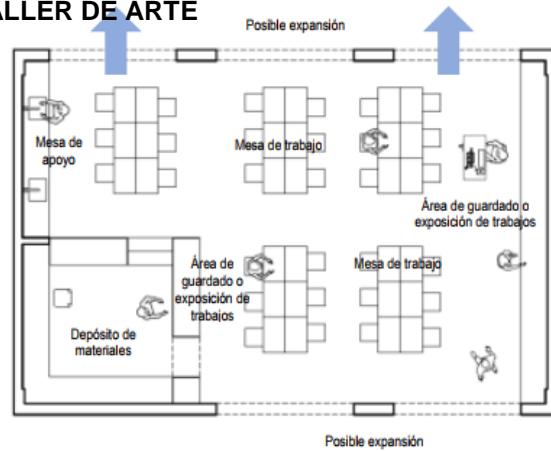 ALLER DE ARTE
Posible expansión
Mesa de
apoyo
Mesa de trabajo
Área de guardado o
exposición de trabajos
Área de
guardado o
exposición de
trabajos
Mesa de trabajo
Depósito de
materiales
Posible expansión